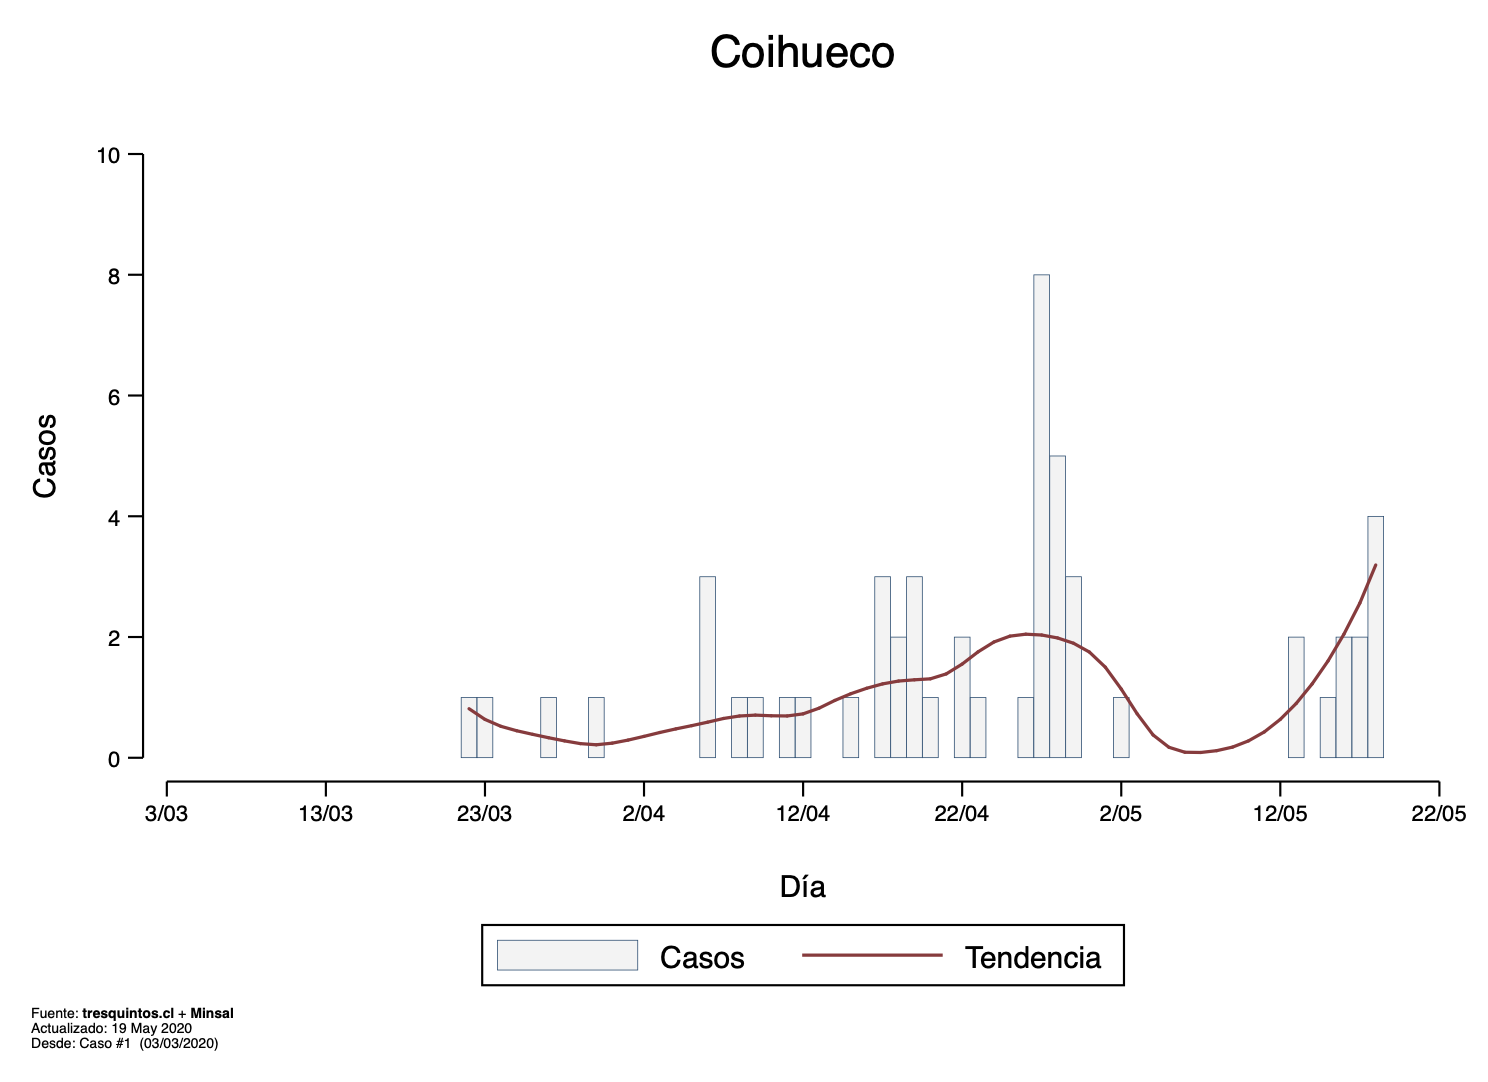 Coihueco
10
8
6
4
2
0
Casos
3/03 13/03 23/03 2/04 12/04 22/04 2/05 12/05 22/05
Día
Casos Tendencia
Fuente: tresquintos.cl + Minsal
Actualizado: 19 May 2020
Desde: Caso #1 (03/03/2020)